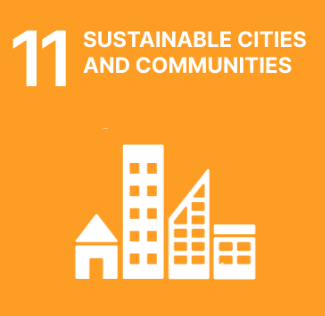 11 SUSTAINABLE CITIES
AND COMMUNITIES